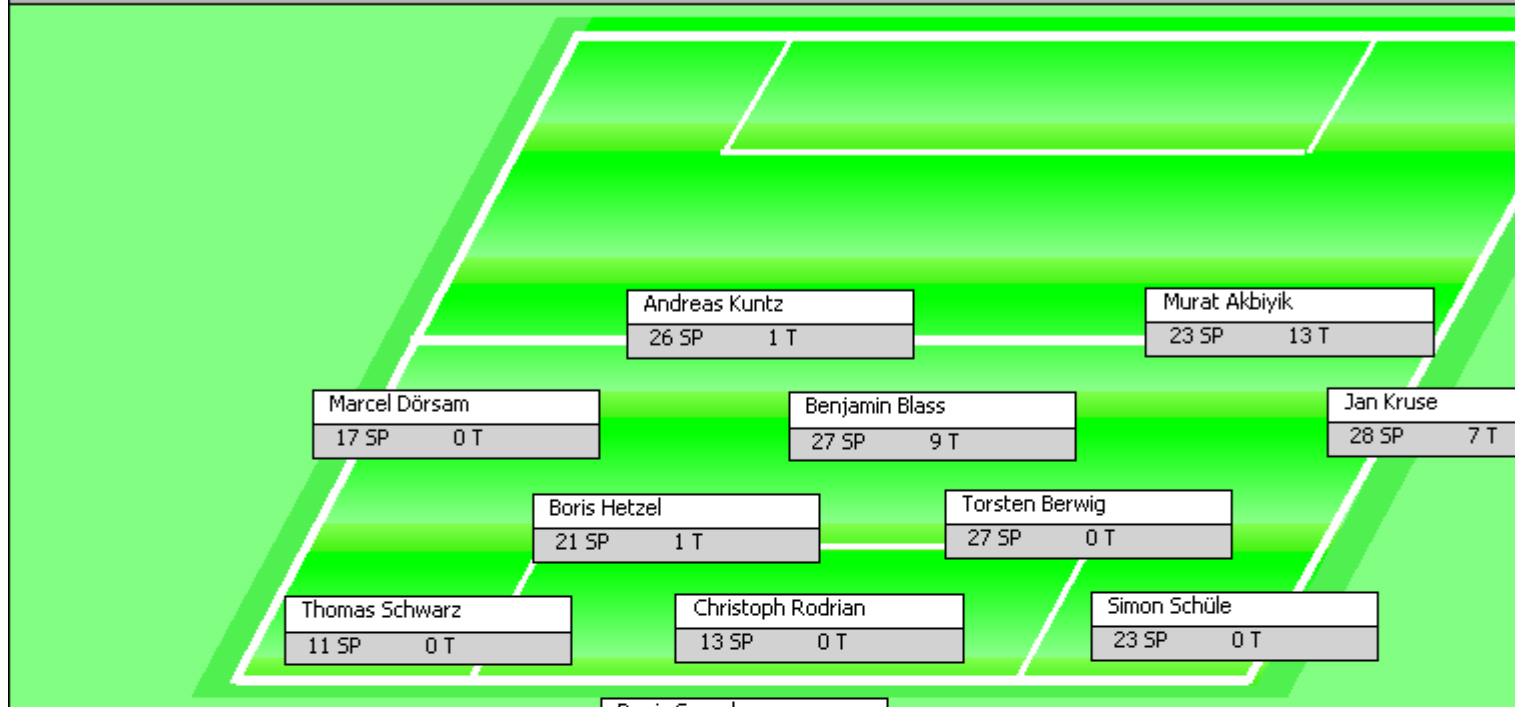 Andreas Kuntz
26 SP 1 T
Murat Akbiyik
23 SP 13 T
Marcel Dörsam
17 SP 0 T
Benjamin Blass
27 SP 9 T
Jan Kruse
28 SP 7 T
Boris Hetzel
21 SP 1 T
Torsten Berwig
27 SP 0 T
Thomas Schwarz
11 SP 0 T
Christoph Rodrian
13 SP 0 T
Simon Schüle
23 SP 0 T